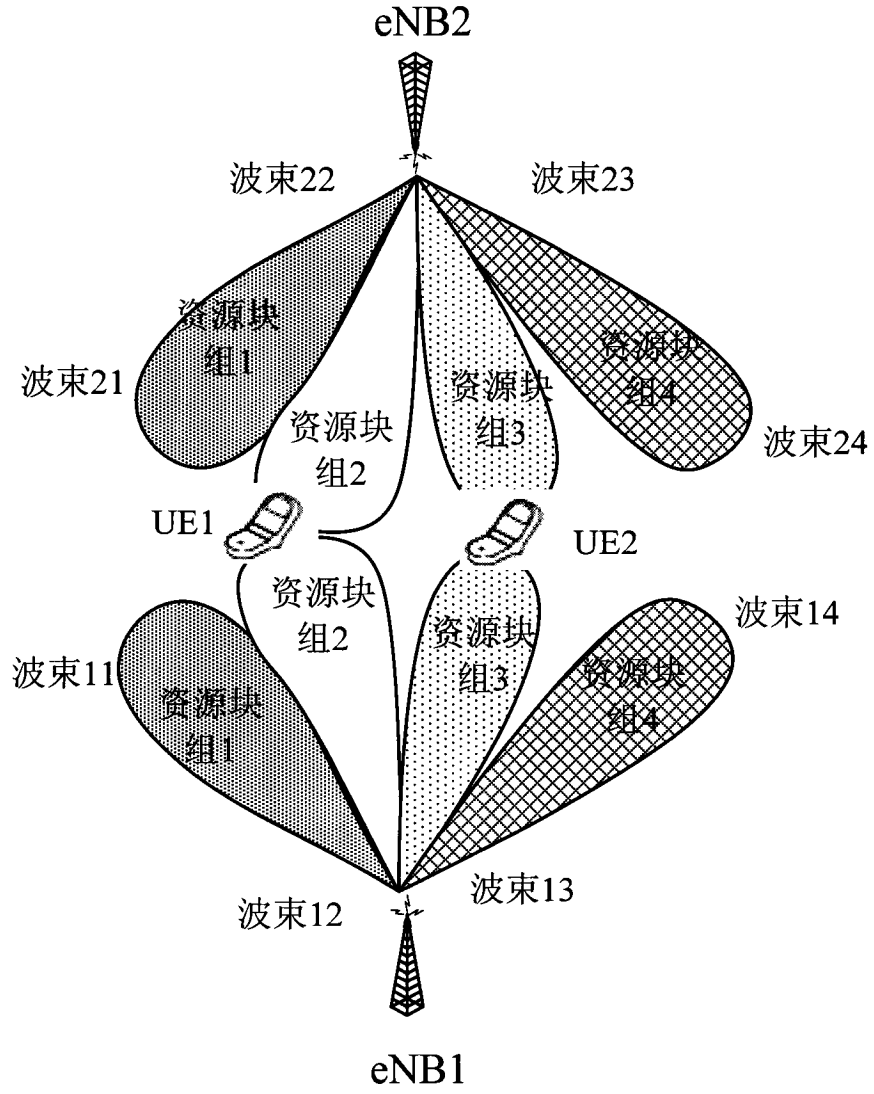 eNB2
波束22
波束23
资源块
组1
资源块
组4
波束21
资源块
组3
资源块
组2
波束24
UE1
UE2
资源块
组2
波束14
资源块
组3
波束11
资源块
组1
资源块
组4
波束12
波束13
eNB1